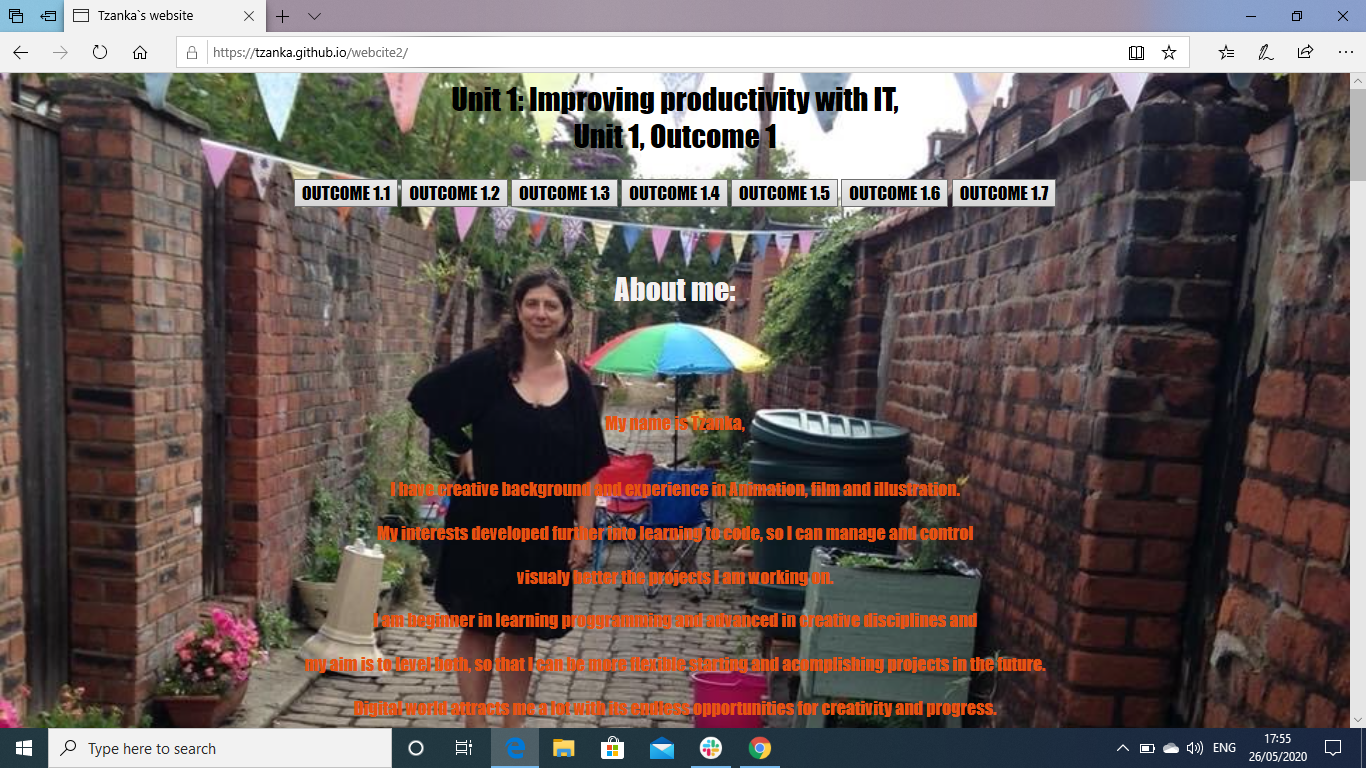 Tzanka`s website
https://tzanka.github.io/webcite2/
Unit 1: Improving productivity with IT,
Unit 1, Outcome 1
OUTCOME 1.1 OUTCOME 1.2 OUTCOME 1.3 OUTCOME 1.4 OUTCOME 1.5 OUTCOME 1.6 OUTCOME 1.7
About me:
My name is Tzanka,
I have creative background and experience in Animation, film and illustration.
My interests developed further into learning to code, so I can manage and control
visualy better the projects I am working on.
I am beginner in learning proggramming and advanced in creative disciplines and
my aim is to level both, so that I can be more flexible starting and acomplishing projects in the future.
Digital world attracts me a lot with its endless opportunities for creativity and progress.
Type here to search
ENG
17:55
26/05/2020